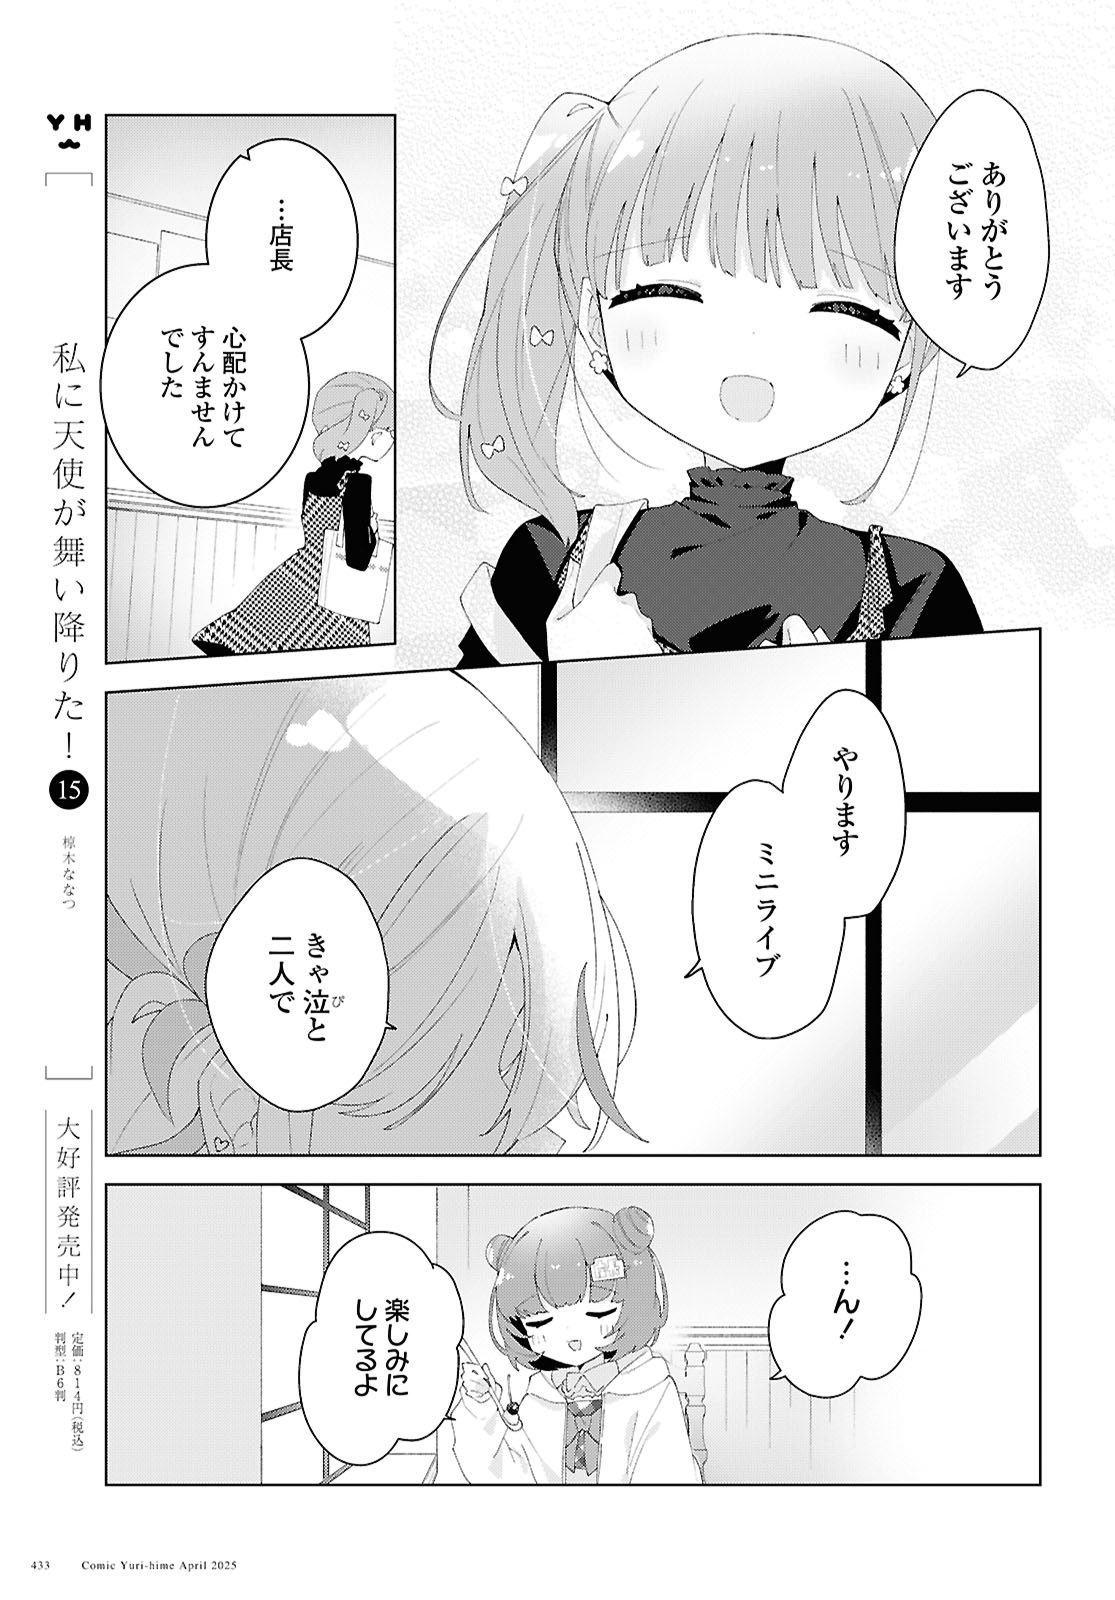 ありがとう
ございます
…店長
心配かけて
すんません
でした
やります
ミニライブ
きゃ泣と
び
二人で
…ん!
楽しみに
してるよ
YH
私に天使が舞い降りた!
15
椋木ななつ
大好評発売中!
定価:814円(税込)
判型:B6判
433 Comic Yuri-hime April 2025